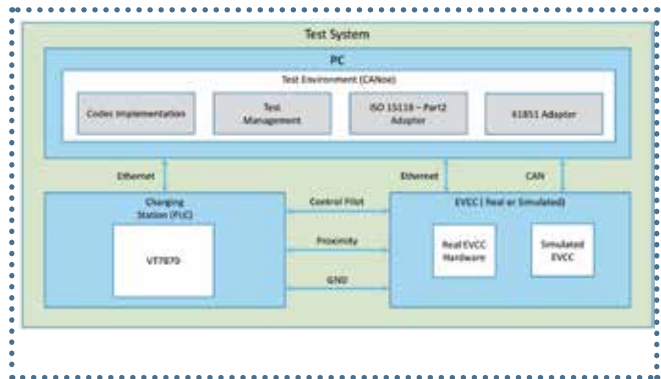 Test System
PC
Test Environment (CANoe)
Codec Implementation
Test
Management
ISO 15118 – Part2
Adapter
61851 Adapter
Ethernet
Ethernet
CAN
Charging
Station (PLC)
Control Pilot
EVCC ( Real or Simulated)
VT7870
Proximity
Real EVCC
Hardware
Simulated
EVCC
GND